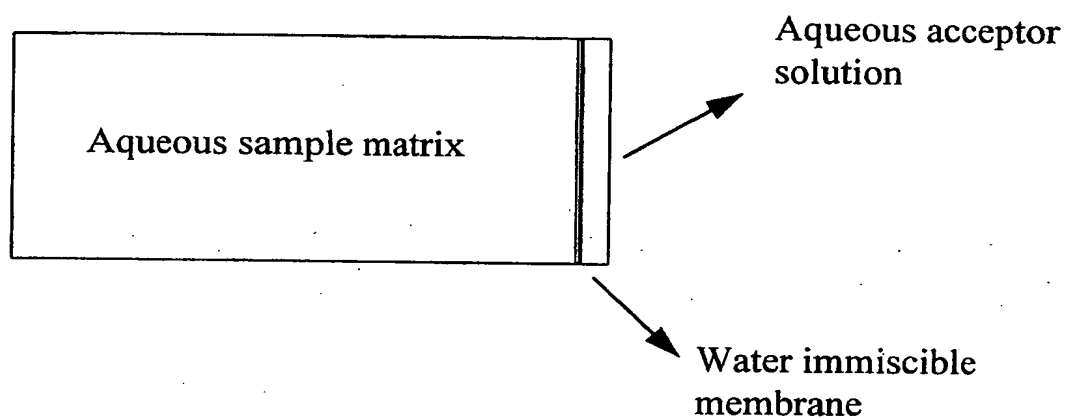 Aqueous acceptor
solution
Aqueous sample matrix
Water immiscible
membrane